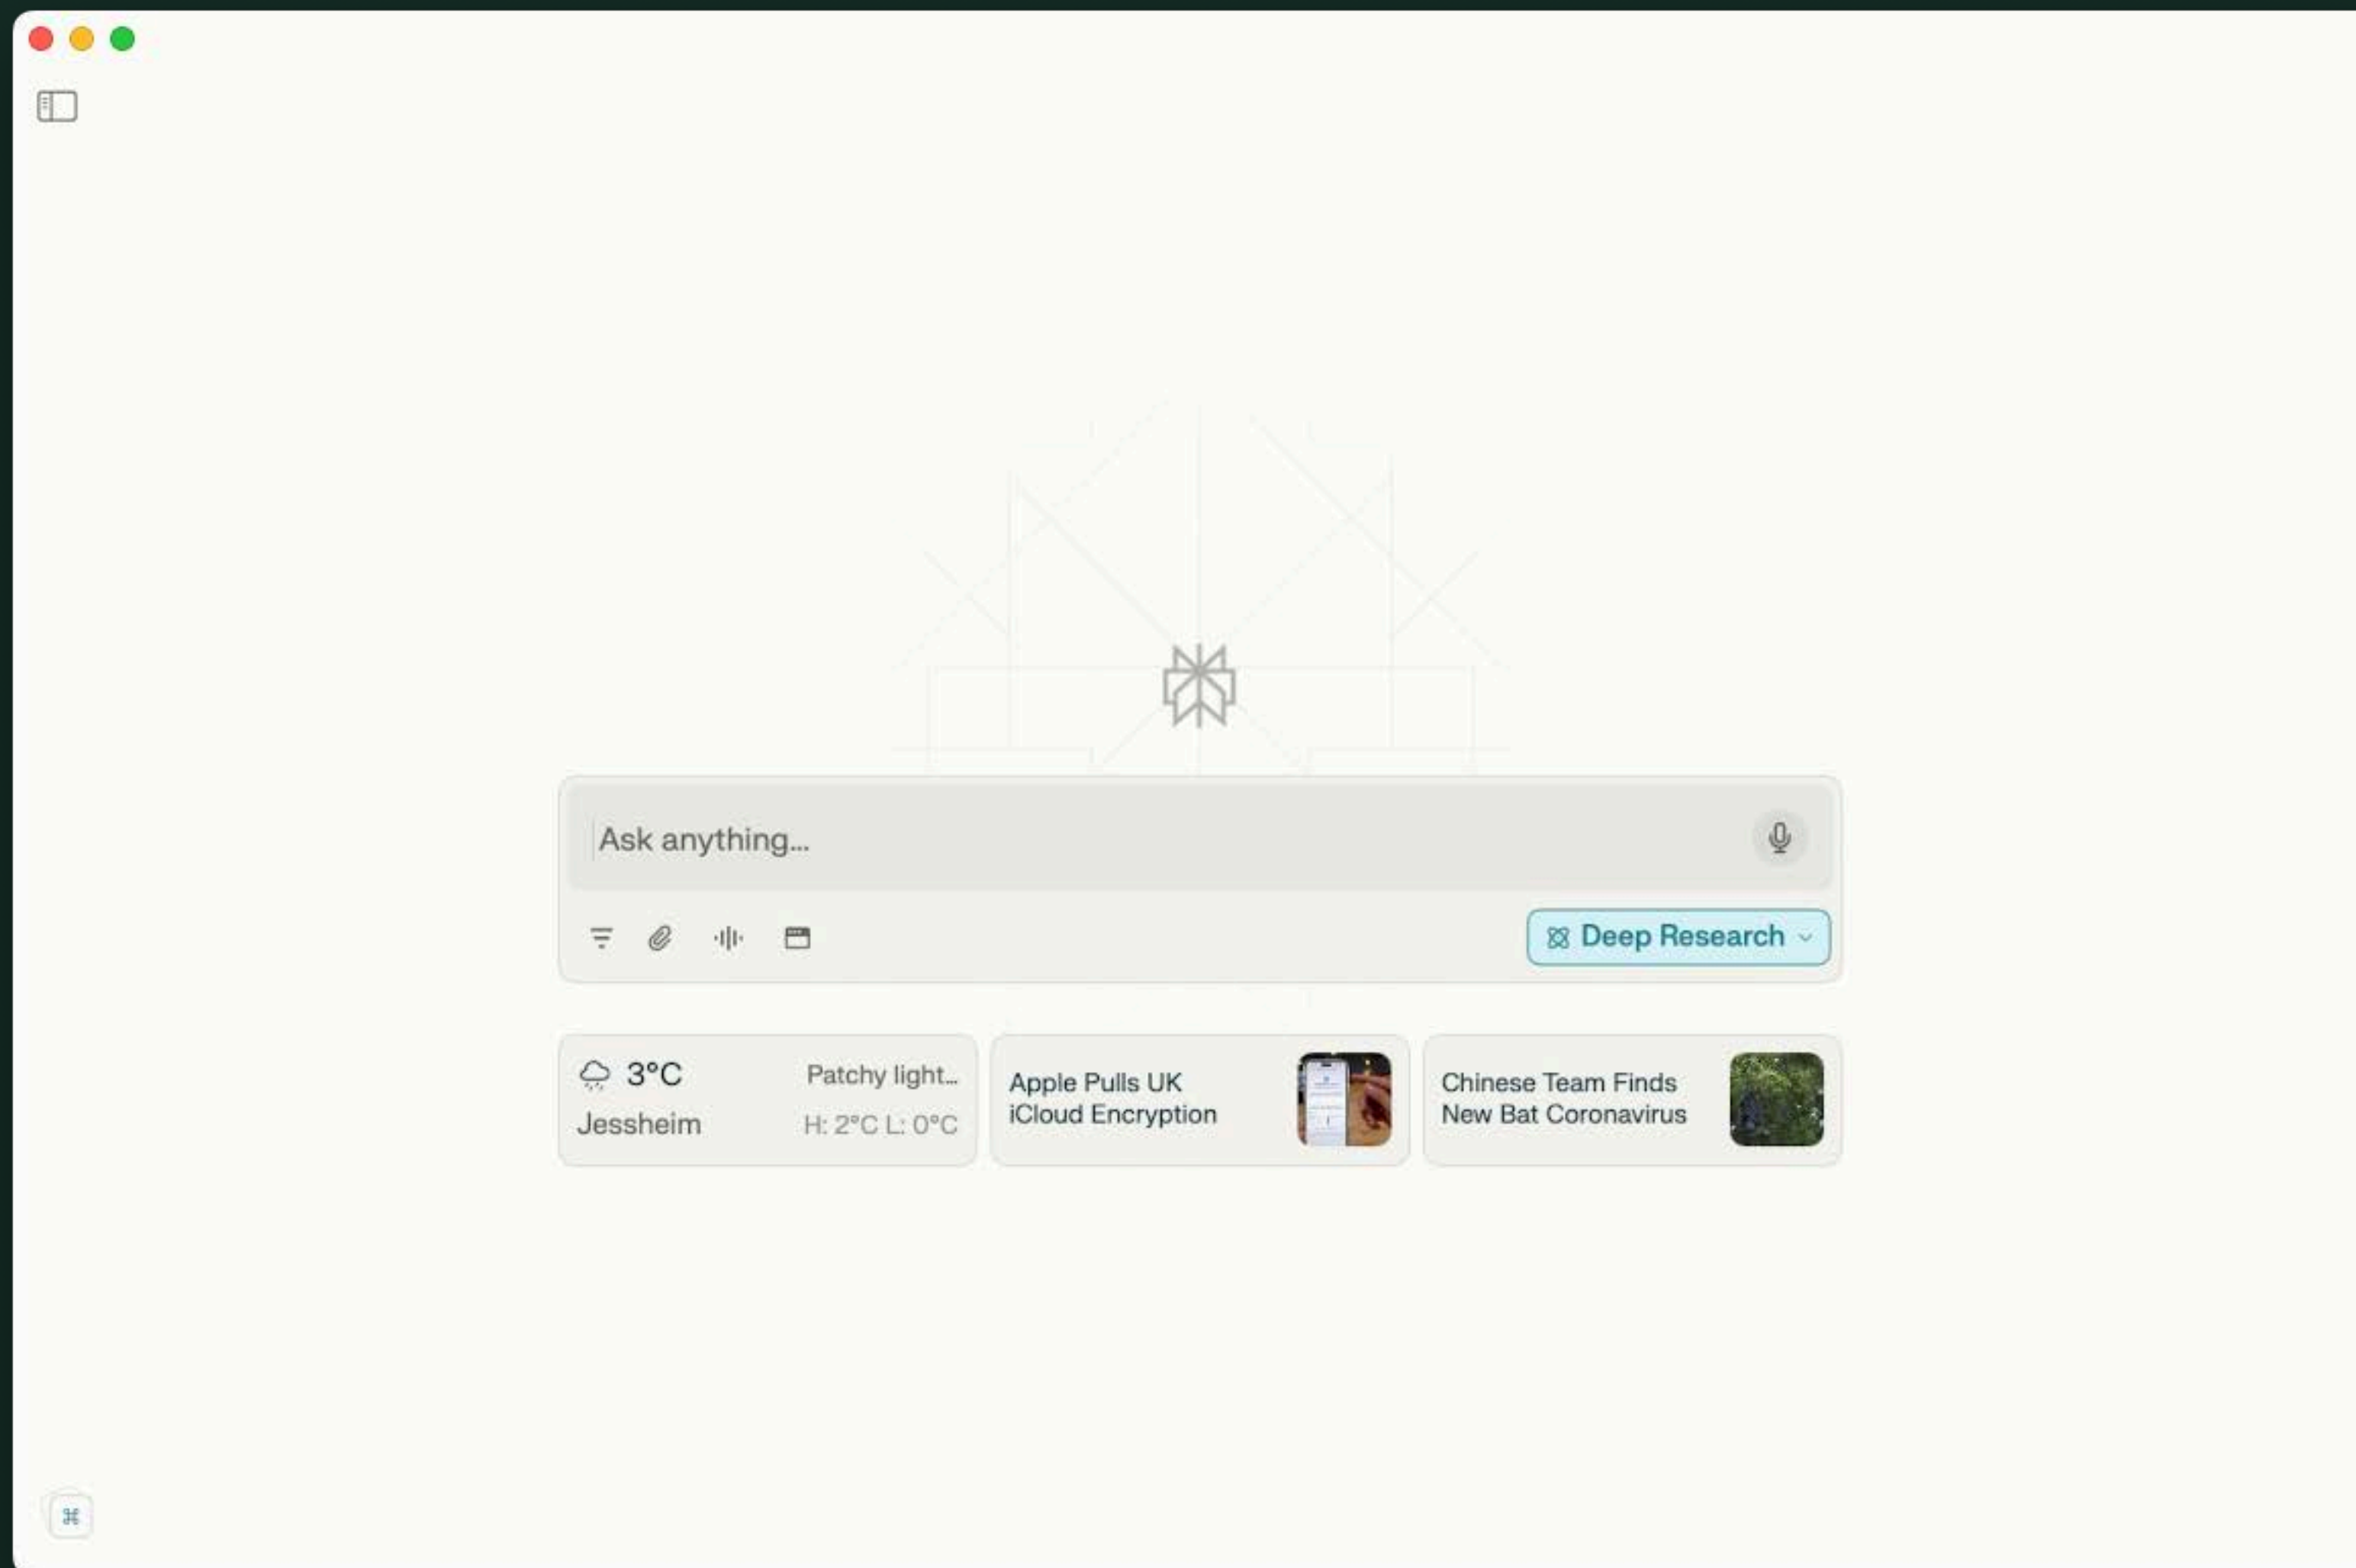 Ask anything...
Deep Research
3°C
Patchy light...
Jessheim
H: 2°C L: 0°C
Apple Pulls UK
iCloud Encryption
Chinese Team Finds
New Bat Coronavirus
⌘